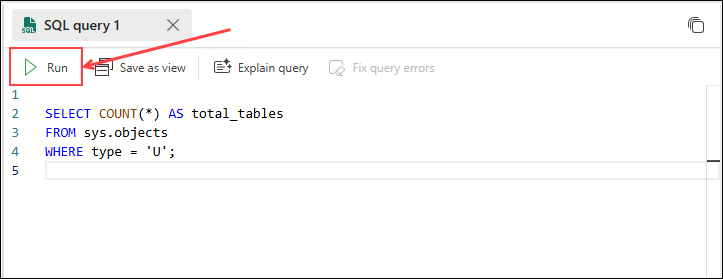 SQL query 1
SQL
Run Save as view Explain query Fix query errors
1
2 SELECT COUNT(*) AS total_tables
3 FROM sys.objects
4 WHERE type = 'U';
5